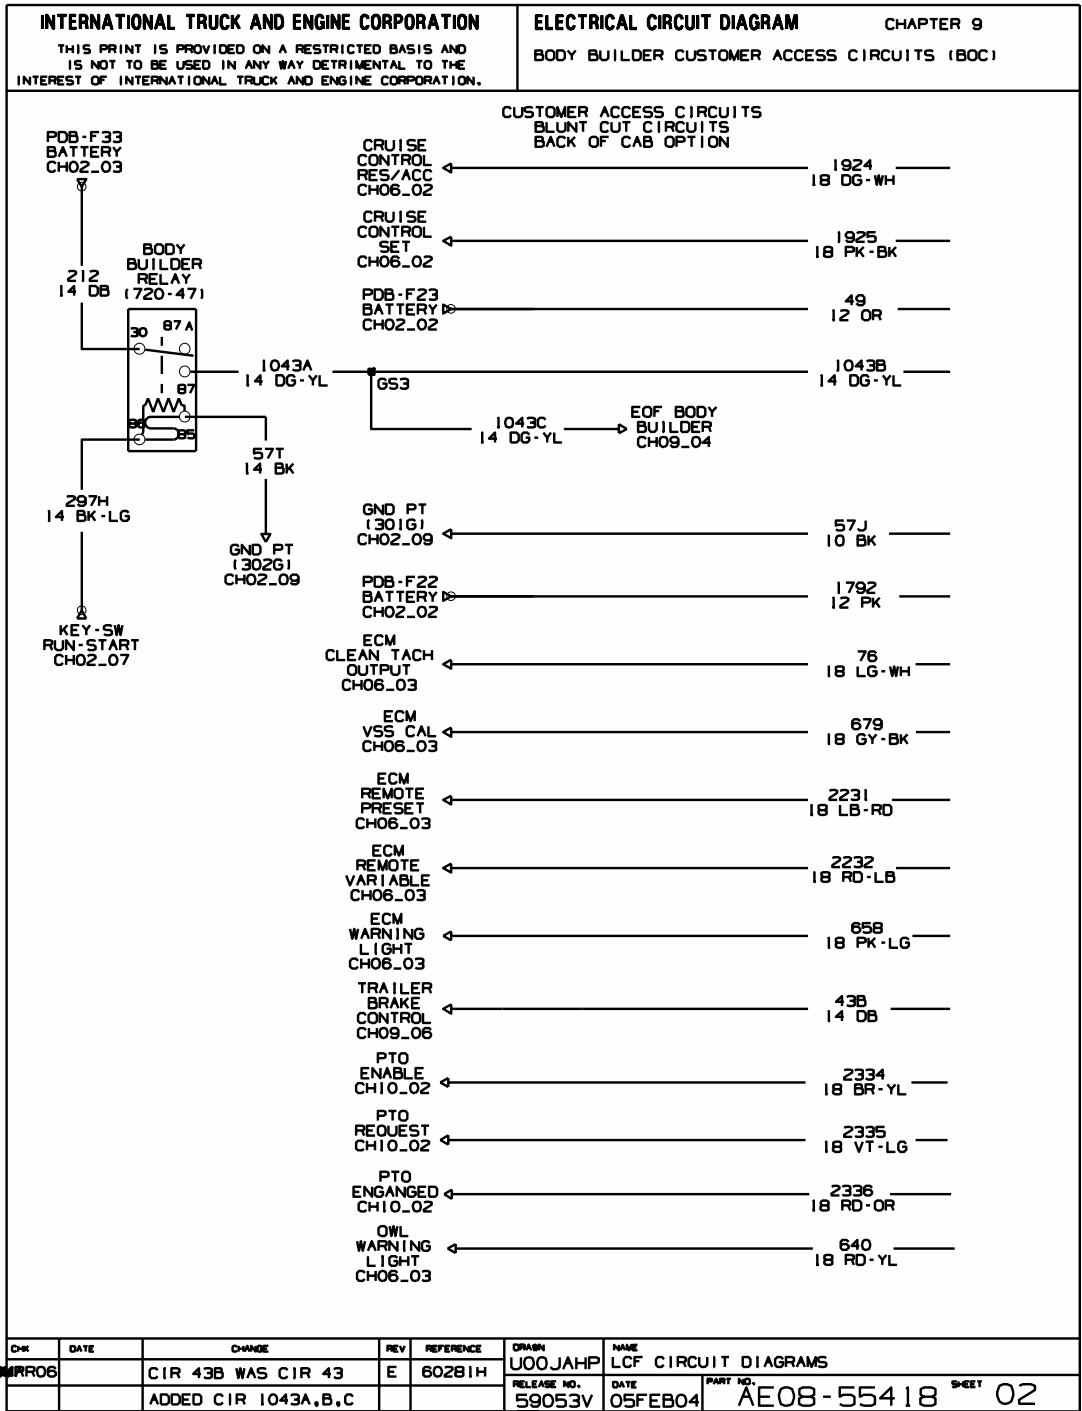 INTERNATIONAL TRUCK AND ENGINE CORPORATION
THIS PRINT IS PROVIDED ON A RESTRICTED BASIS AND
IS NOT TO BE USED IN ANY WAY DETRIMENTAL TO THE
INTEREST OF INTERNATIONAL TRUCK AND ENGINE CORPORATION.
ELECTRICAL CIRCUIT DIAGRAM CHAPTER 9
BODY BUILDER CUSTOMER ACCESS CIRCUITS (BOC)
CUSTOMER ACCESS CIRCUITS
BLUNT CUT CIRCUITS
BACK OF CAB OPTION
PDB-F33
BATTERY
CH02_03
212
14 DB
BODY
BUILDER
RELAY
(720-47)
30
87A
87
86
85
1043A
14 DG-YL
GS3
57T
14 BK
GND PT
(302G)
CH02_09
297H
14 BK-LG
KEY-SW
RUN-START
CH02_07
CRUISE
CONTROL
RES/ACC
CH06_02
1924
18 DG-WH
CRUISE
CONTROL
SET
CH06_02
1925
18 PK-BK
PDB-F23
BATTERY
CH02_02
49
12 OR
1043B
14 DG-YL
1043C
14 DG-YL
EOF BODY
BUILDER
CH09_04
GND PT
(301G)
CH02_09
57J
10 BK
PDB-F22
BATTERY
CH02_02
1792
12 PK
ECM
CLEAN TACH
OUTPUT
CH06_03
76
18 LG-WH
ECM
VSS CAL
CH06_03
679
18 GY-BK
ECM
REMOTE
PRESET
CH06_03
2231
18 LB-RD
ECM
REMOTE
VARIABLE
CH06_03
2232
18 RD-LB
ECM
WARNING
LIGHT
CH06_03
658
18 PK-LG
TRAILER
BRAKE
CONTROL
CH09_06
43B
14 DB
PTO
ENABLE
CH10_02
2334
18 BR-YL
PTO
REQUEST
CH10_02
2335
18 VT-LG
PTO
ENGANGED
CH10_02
2336
18 RD-OR
OWL
WARNING
LIGHT
CH06_03
640
18 RD-YL
CHK DATE CHANGE REV REFERENCE
CIR 43B WAS CIR 43 E 60281H
ADDED CIR 1043A,B,C
DRAWN
U00JAHP
NAME
LCF CIRCUIT DIAGRAMS
RELEASE NO.
59053V
DATE
05FEB04
PART NO.
AE08-55418
SHEET 02